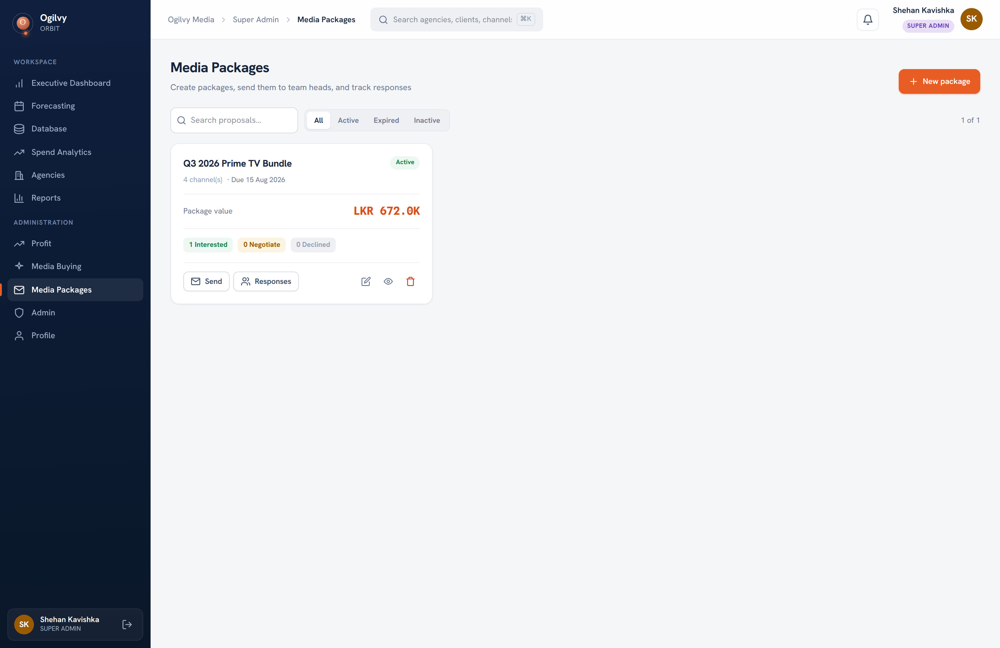 O
Ogilvy
ORBIT
WORKSPACE
Executive Dashboard
Forecasting
Database
Spend Analytics
Agencies
Reports
ADMINISTRATION
Profit
Media Buying
Media Packages
Admin
Profile
SK
Shehan Kavishka
SUPER ADMIN
Ogilvy Media > Super Admin > Media Packages
Search agencies, clients, channels
⌘K
Shehan Kavishka
SUPER ADMIN
SK
Media Packages
Create packages, send them to team heads, and track responses
+ New package
Search proposals...
All Active Expired Inactive
1 of 1
Q3 2026 Prime TV Bundle
Active
4 channel(s) · Due 15 Aug 2026
Package value
LKR 672.0K
1 Interested 0 Negotiate 0 Declined
Send Responses